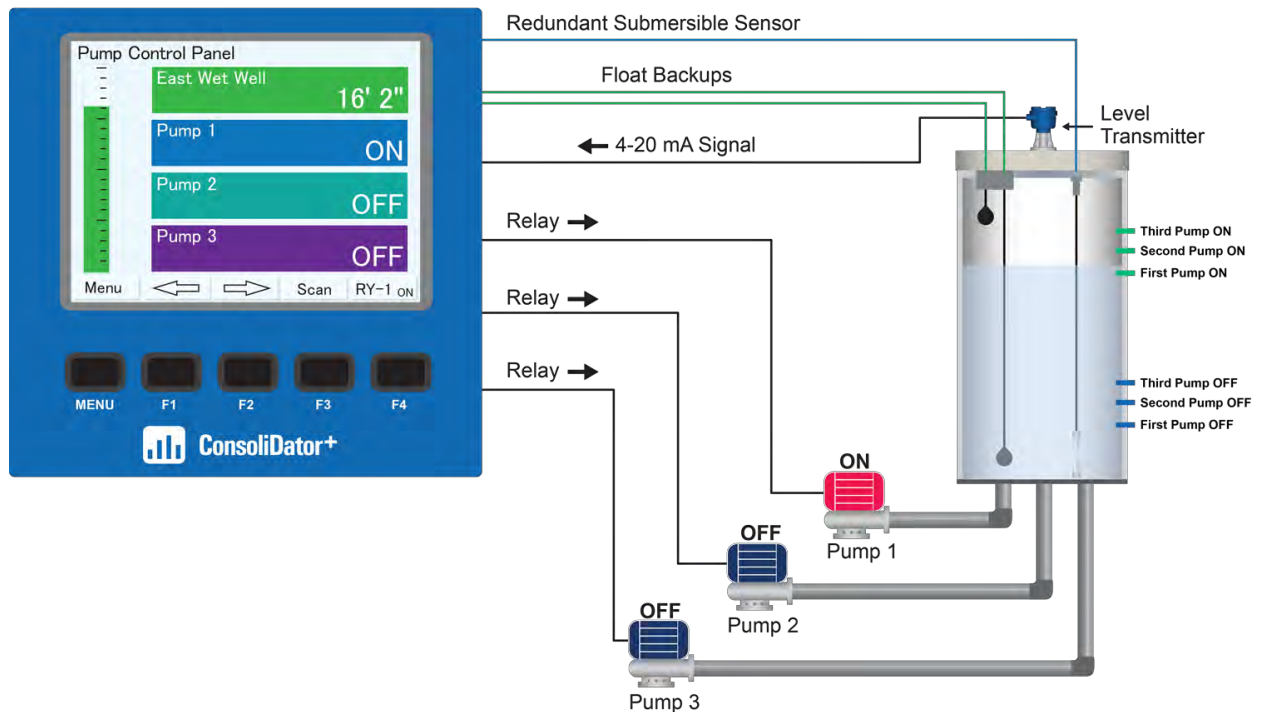 Pump Control Panel
East Wet Well
16' 2"
Pump 1
ON
Pump 2
OFF
Pump 3
OFF
Menu
Scan
RY-1 ON
MENU
F1
F2
F3
F4
ConsoliDator+
Redundant Submersible Sensor
Float Backups
4-20 mA Signal
Level
Transmitter
Relay
Relay
Relay
Third Pump ON
Second Pump ON
First Pump ON
Third Pump OFF
Second Pump OFF
First Pump OFF
ON
Pump 1
OFF
Pump 2
OFF
Pump 3